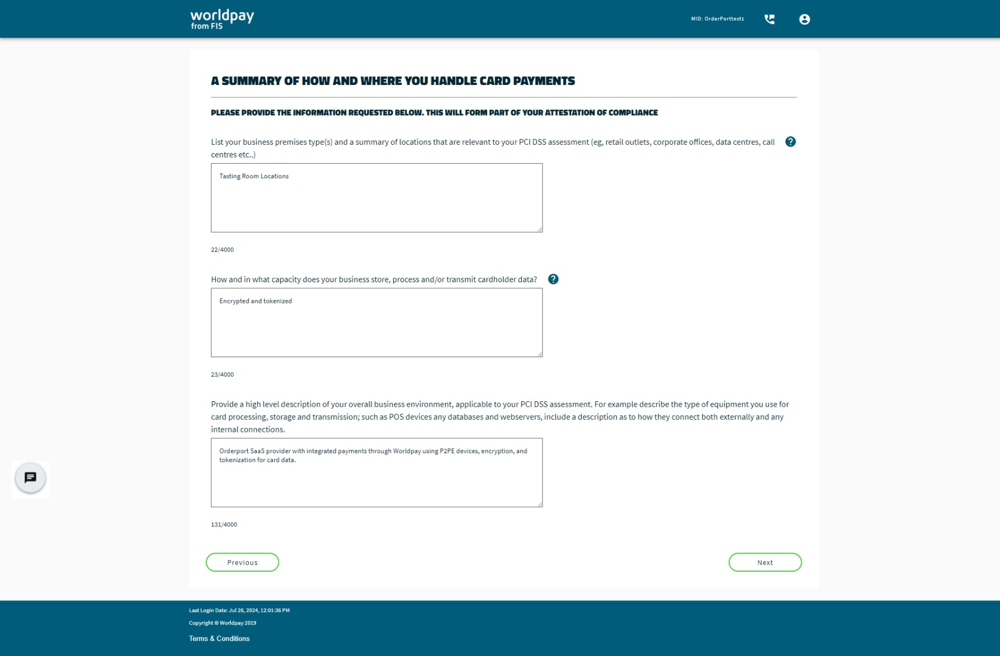 worldpay
from FIS
MID: OrderPorttest1
A SUMMARY OF HOW AND WHERE YOU HANDLE CARD PAYMENTS
PLEASE PROVIDE THE INFORMATION REQUESTED BELOW. THIS WILL FORM PART OF YOUR ATTESTATION OF COMPLIANCE
List your business premises type(s) and a summary of locations that are relevant to your PCI DSS assessment (eg, retail outlets, corporate offices, data centres, call
centres etc..)
?
Tasting Room Locations
22/4000
How and in what capacity does your business store, process and/or transmit cardholder data?
?
Encrypted and tokenized
23/4000
Provide a high level description of your overall business environment, applicable to your PCI DSS assessment. For example describe the type of equipment you use for
card processing, storage and transmission; such as POS devices any databases and webservers, include a description as to how they connect both externally and any
internal connections.
Orderport SaaS provider with integrated payments through Worldpay using P2PE devices, encryption, and
tokenization for card data.
131/4000
Previous
Next
Last Login Date: Jul 26, 2024, 12:01:36 PM
Copyright © Worldpay 2019
Terms & Conditions